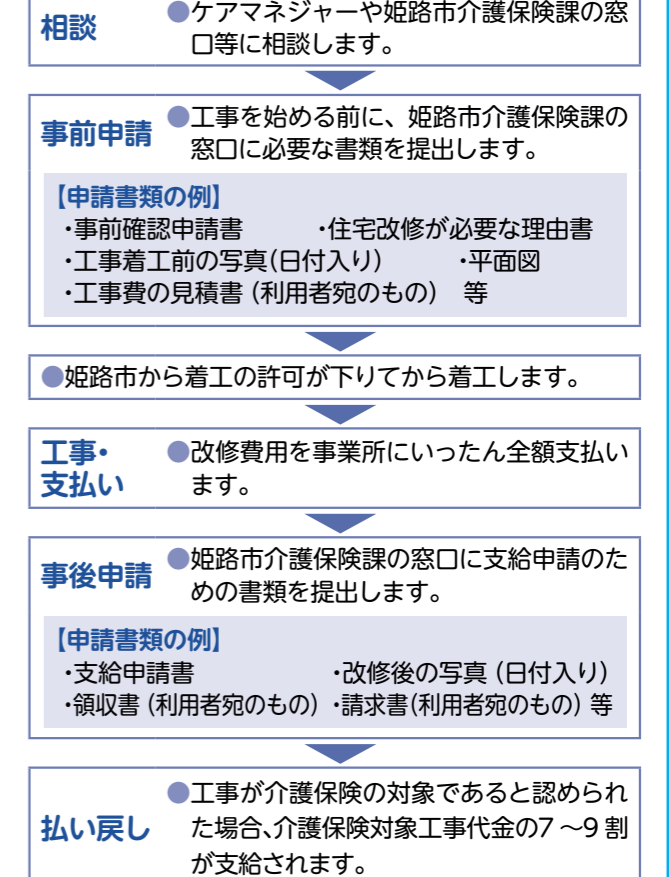 相談
●ケアマネジャーや姫路市介護保険課の窓
口等に相談します。
事前申請
●工事を始める前に、姫路市介護保険課の
窓口に必要な書類を提出します。
【申請書類の例】
・事前確認申請書　・住宅改修が必要な理由書
・工事着工前の写真(日付入り)　・平面図
・工事費の見積書（利用者宛のもの）　等
●姫路市から着工の許可が下りてから着工します。
工事・
支払い
●改修費用を事業所にいったん全額支払い
ます。
事後申請
●姫路市介護保険課の窓口に支給申請のた
めの書類を提出します。
【申請書類の例】
・支給申請書　・改修後の写真（日付入り）
・領収書（利用者宛のもの）・請求書(利用者宛のもの）等
払い戻し
●工事が介護保険の対象であると認められ
た場合、介護保険対象工事代金の7～9割
が支給されます。